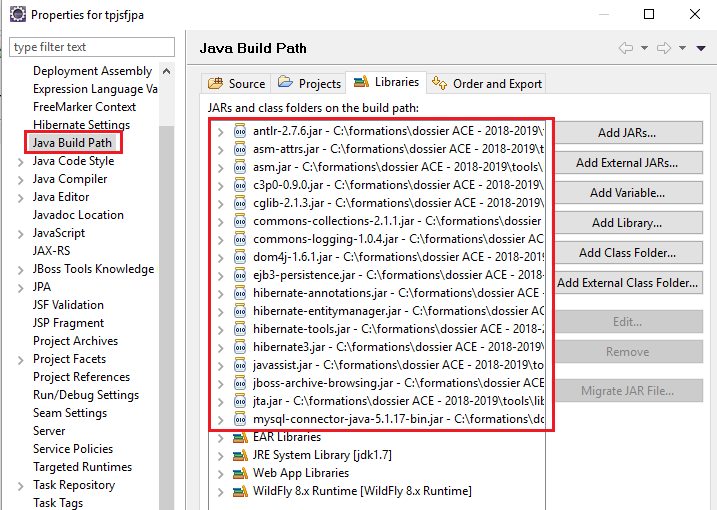 Properties for tpjsfjpa
type filter text
Deployment Assembly
Expression Language Va
FreeMarker Context
Hibernate Settings
Java Build Path
Java Code Style
Java Compiler
Java Editor
Javadoc Location
JavaScript
JAX-RS
JBoss Tools Knowledge
JPA
JSF Validation
JSP Fragment
Project Archives
Project Facets
Project References
Run/Debug Settings
Seam Settings
Server
Service Policies
Targeted Runtimes
Task Repository
Task Tags
Java Build Path
Source Projects Libraries Order and Export
JARs and class folders on the build path:
antlr-2.7.6.jar - C:\formations\dossier ACE - 2018-2019\
asm-attrs.jar - C:\formations\dossier ACE - 2018-2019\
asm.jar - C:\formations\dossier ACE - 2018-2019\tools\
c3p0-0.9.0.jar - C:\formations\dossier ACE - 2018-2019\
cglib-2.1.3.jar - C:\formations\dossier ACE - 2018-2019\
commons-collections-2.1.1.jar - C:\formations\dossier
commons-logging-1.0.4.jar - C:\formations\dossier ACE
dom4j-1.6.1.jar - C:\formations\dossier ACE - 2018-2019
ejb3-persistence.jar - C:\formations\dossier ACE - 2018
hibernate-annotations.jar - C:\formations\dossier ACE
hibernate-entitymanager.jar - C:\formations\dossier AC
hibernate-tools.jar - C:\formations\dossier ACE - 2018-2
hibernate3.jar - C:\formations\dossier ACE - 2018-2019\
javassist.jar - C:\formations\dossier ACE - 2018-2019\to
jboss-archive-browsing.jar - C:\formations\dossier ACE
jta.jar - C:\formations\dossier ACE - 2018-2019\tools\lib
mysql-connector-java-5.1.17-bin.jar - C:\formations\do
EAR Libraries
JRE System Library [jdk1.7]
Web App Libraries
WildFly 8.x Runtime [WildFly 8.x Runtime]
Add JARs...
Add External JARs...
Add Variable...
Add Library...
Add Class Folder...
Add External Class Folder...
Edit...
Remove
Migrate JAR File...